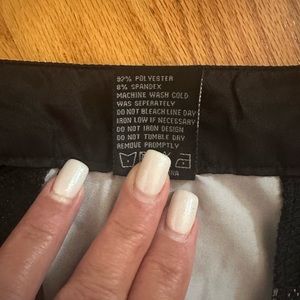 92% POLYESTER
8% SPANDEX
MACHINE WASH COLD
WAS SEPERATELY
DO NOT BLEACH LINE DAY
IRON LOW IF NECESSARY
DO NOT IRON DESIGN
DO NOT TUMBLE DRY
REMOVE PROMPTLY